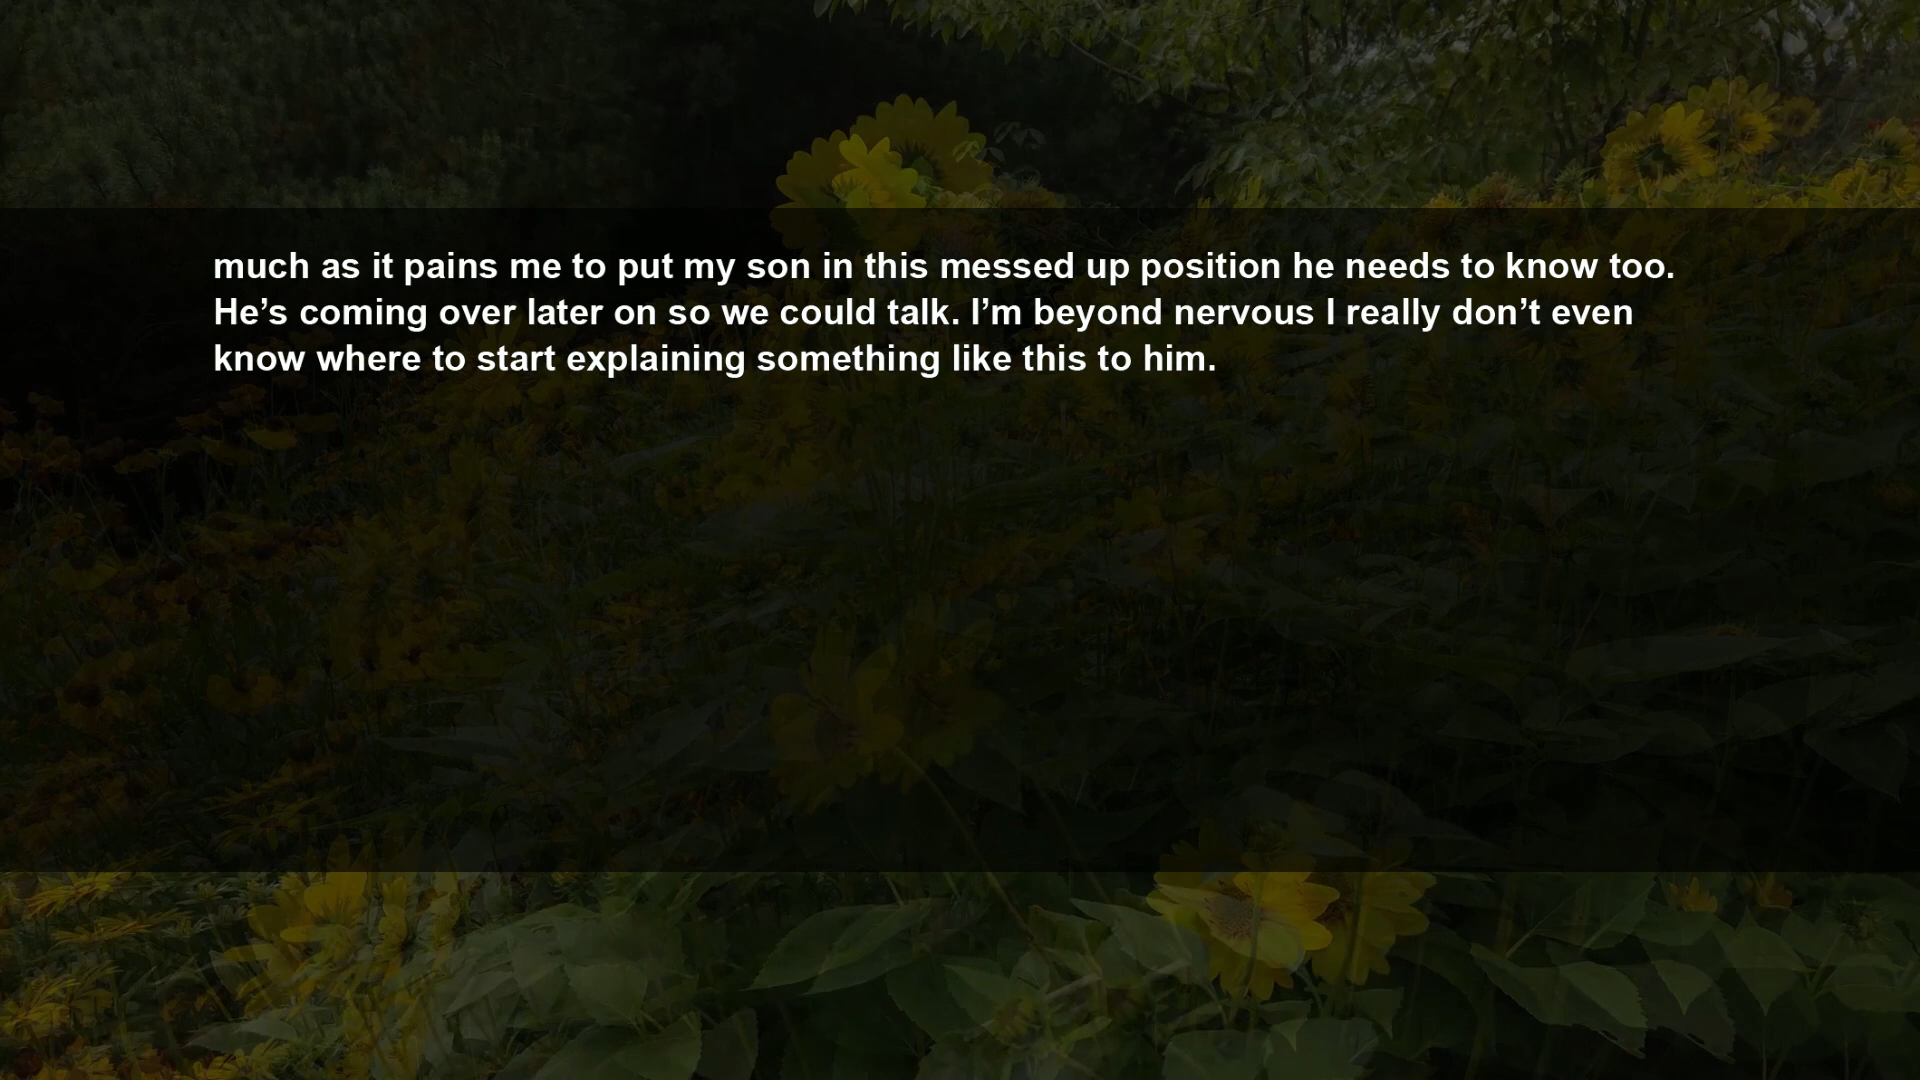 much as it pains me to put my son in this messed up position he needs to know too.
He’s coming over later on so we could talk. I’m beyond nervous I really don’t even
know where to start explaining something like this to him.